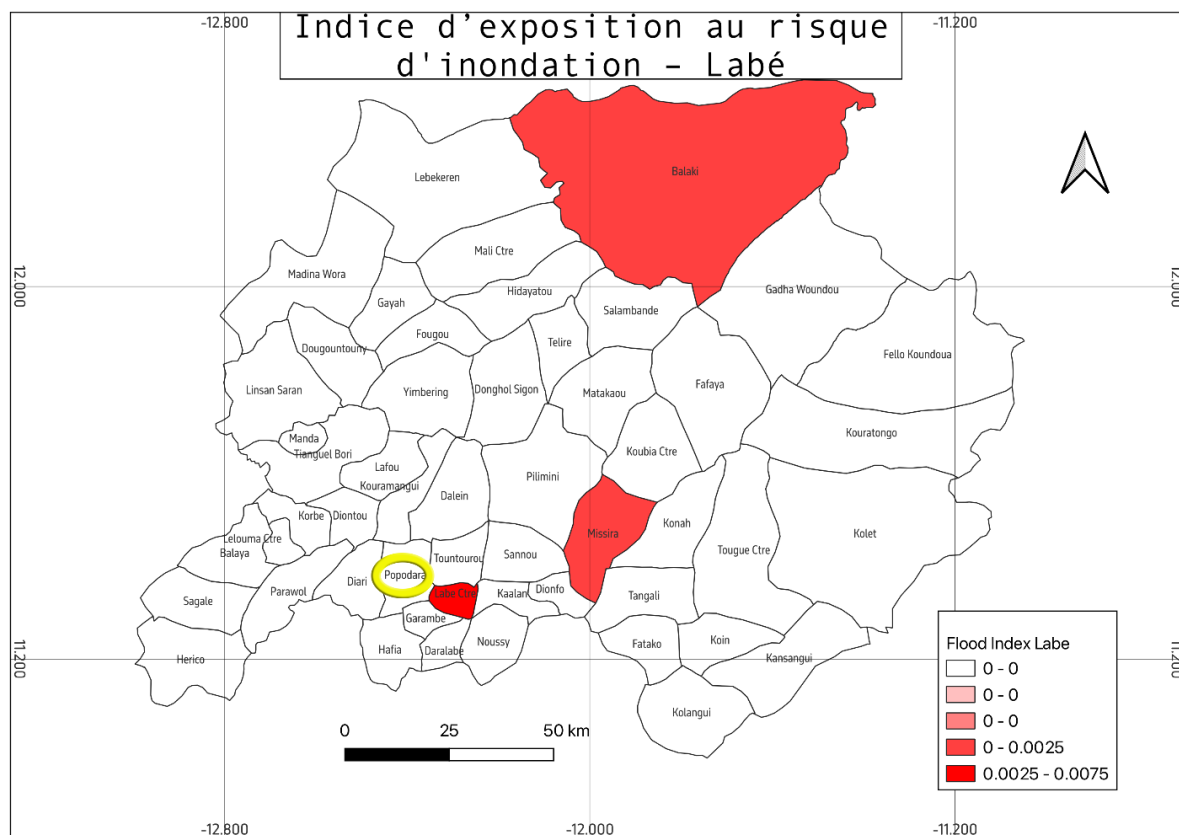 -12.800
-11.200
Indice d’exposition au risque
d'inondation – Labé
Balaki
Lebekeren
Mali Ctre
Madina Wora
12.000
12.000
Hidayatou
Gadha Woundou
Gayah
Salambande
Fougou
Telire
Dougountouny
Fello Koundoua
Linsan Saran
Yimbering
Donghol Sigon
Matakaou
Fafaya
Manda
Tianguel Bori
Koubia Ctre
Kouratongo
Lafou
Kouramangui
Dalein
Pilimini
Korbe
Diontou
Missira
Konah
Kolet
Lelouma Ctre
Balaya
Tountourou
Sannou
Tougue Ctre
Popodara
Diari
Parawol
Labe Ctre
Kaalan
Dionfo
Tangali
Sagale
Garambe
Hafia
Daralabe
Noussy
Fatako
Koin
Kansangui
Herico
11.200
11.200
Kolangui
Flood Index Labe
0 - 0
0 - 0
0 - 0
0 - 0.0025
0.0025 - 0.0075
0 25 50 km
-12.800
-12.000
-11.200